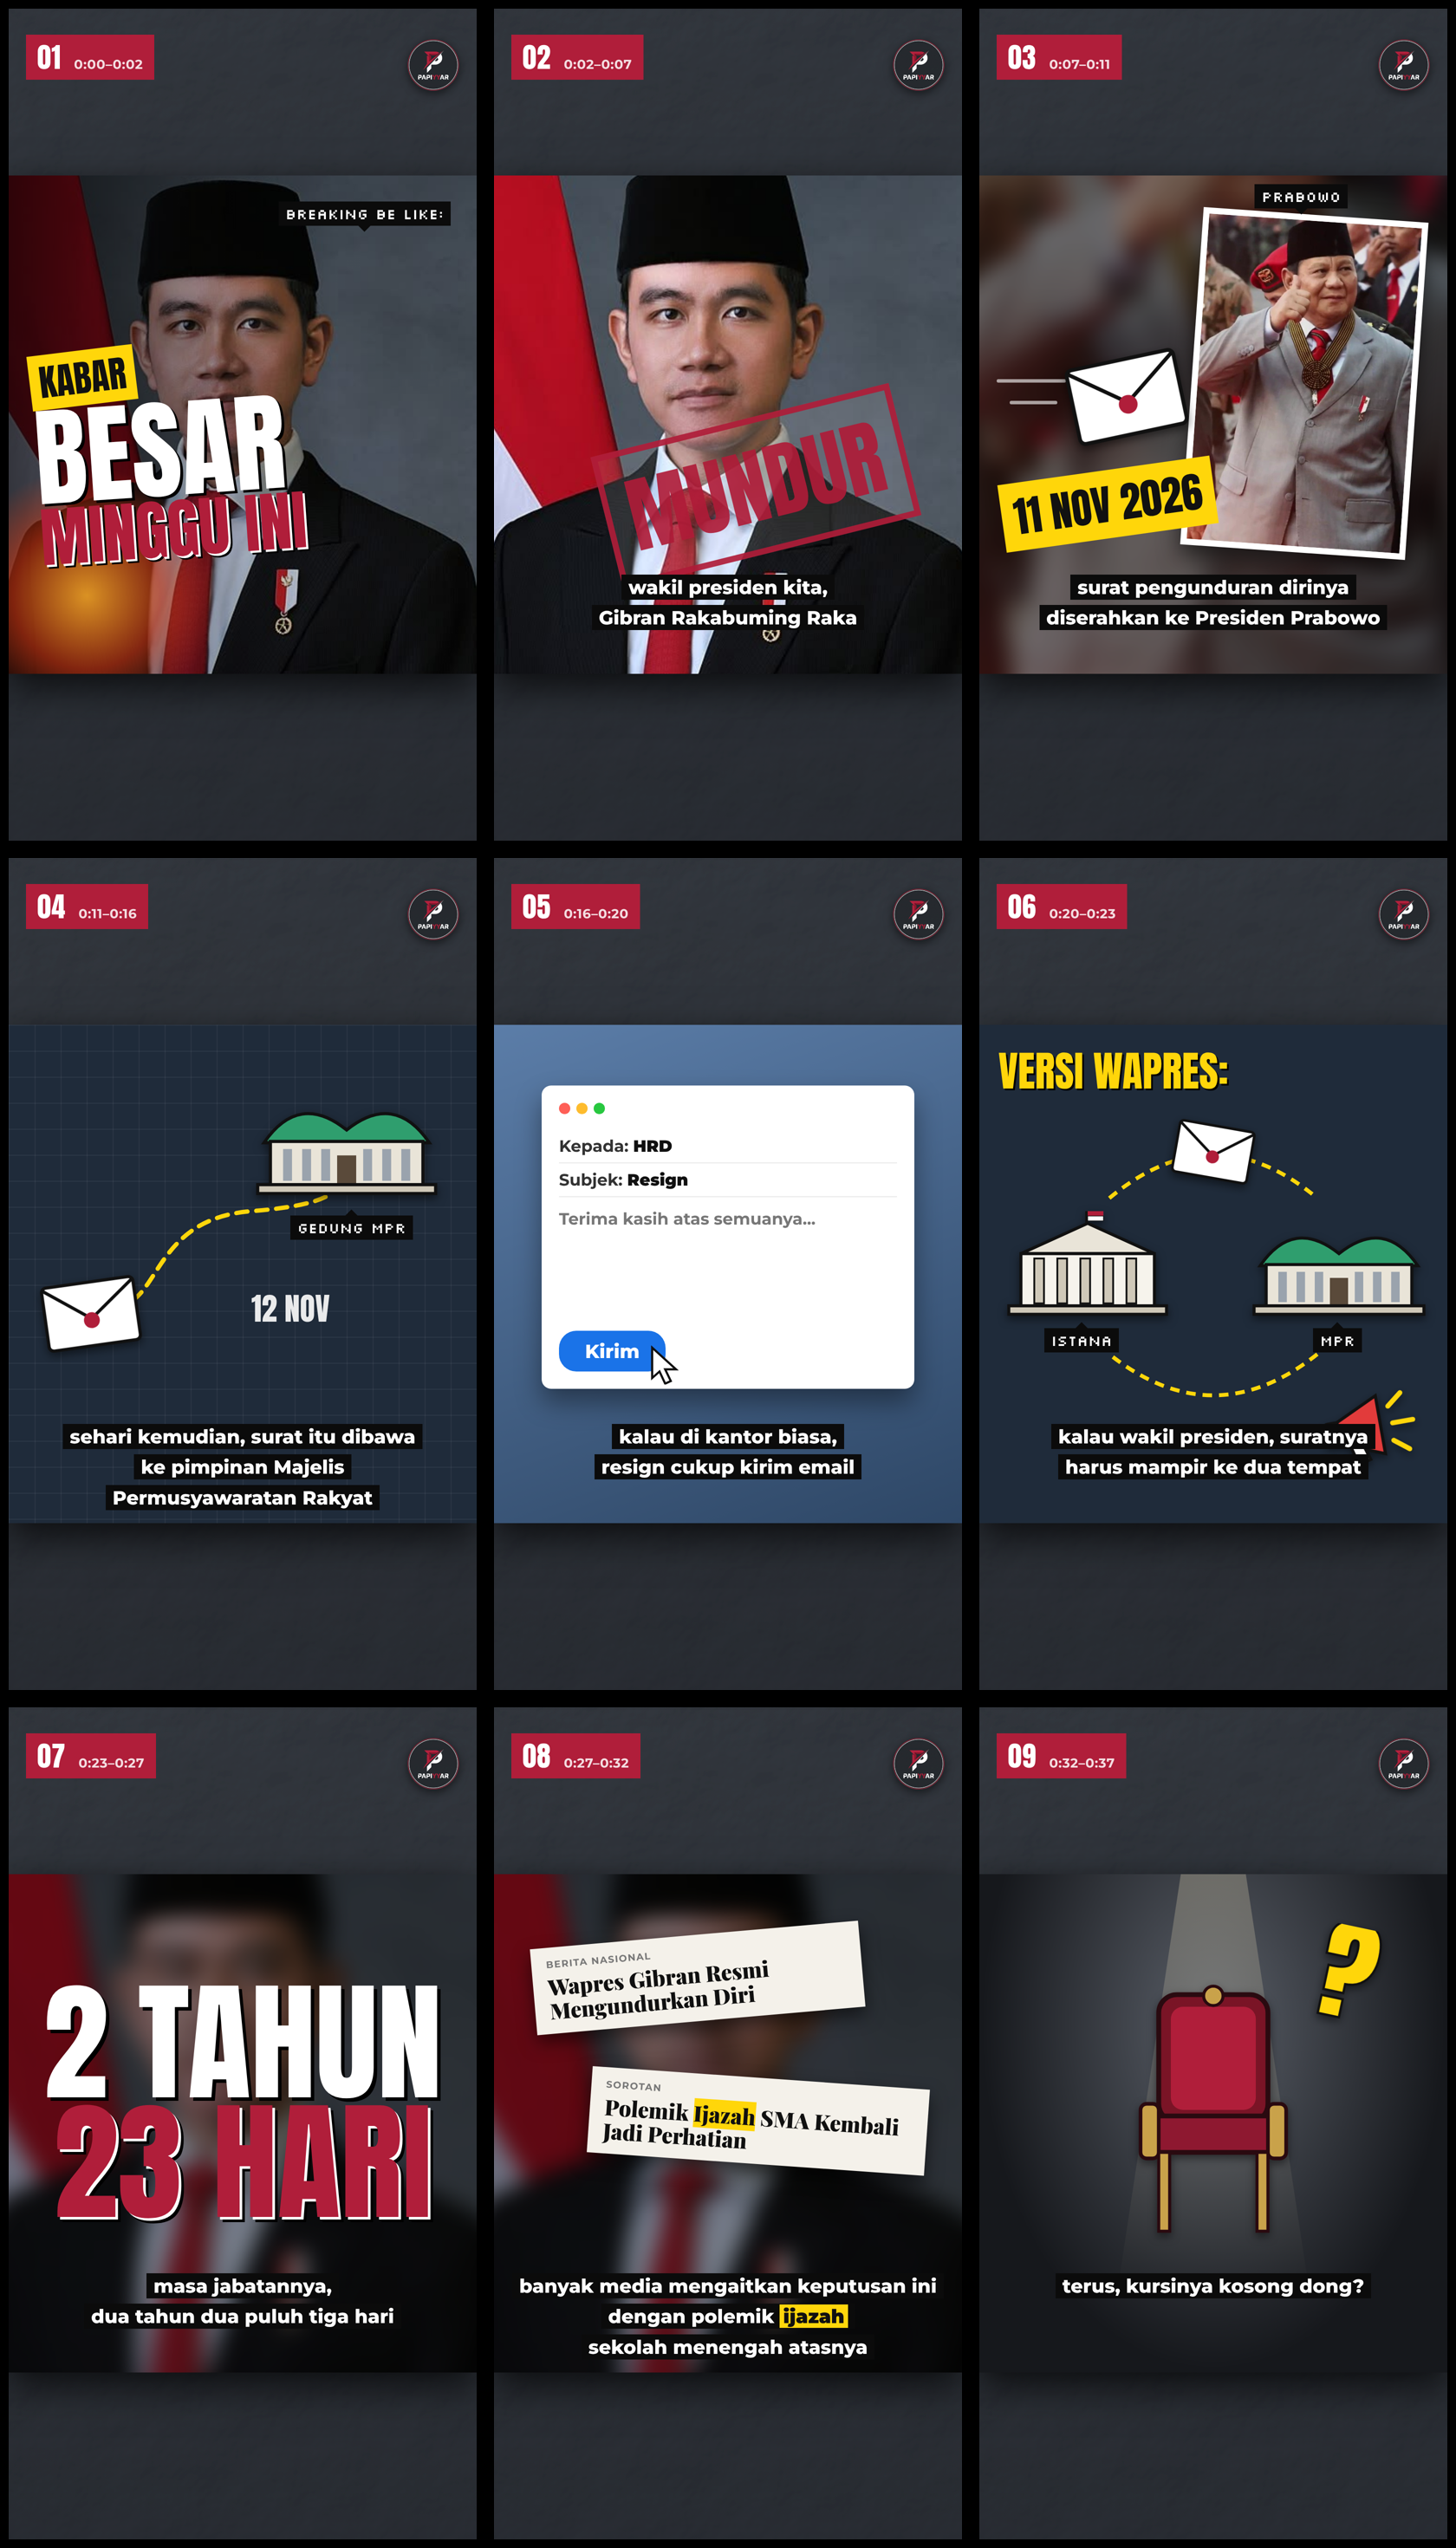 01 0:00–0:02
PAPIYAR
BREAKING BE LIKE:
KABAR
BESAR
MINGGU INI
02 0:02–0:07
PAPIYAR
MUNDUR
wakil presiden kita,
Gibran Rakabuming Raka
03 0:07–0:11
PAPIYAR
PRABOWO
11 NOV 2026
surat pengunduran dirinya
diserahkan ke Presiden Prabowo
04 0:11–0:16
GEDUNG MPR
12 NOV
sehari kemudian, surat itu dibawa
ke pimpinan Majelis
Permusyawaratan Rakyat
05 0:16–0:20
Kepada: HRD
Subjek: Resign
Terima kasih atas semuanya...
Kirim
kalau di kantor biasa,
resign cukup kirim email
06 0:20–0:23
VERSI WAPRES:
ISTANA
MPR
kalau wakil presiden, suratnya
harus mampir ke dua tempat
07 0:23–0:27
2 TAHUN
23 HARI
masa jabatannya,
dua tahun dua puluh tiga hari
08 0:27–0:32
BERITA NASIONAL
Wapres Gibran Resmi
Mengundurkan Diri
SOROTAN
Polemik Ijazah SMA Kembali
Jadi Perhatian
banyak media mengaitkan keputusan ini
dengan polemik ijazah
sekolah menengah atasnya
09 0:32–0:37
?
terus, kursinya kosong dong?